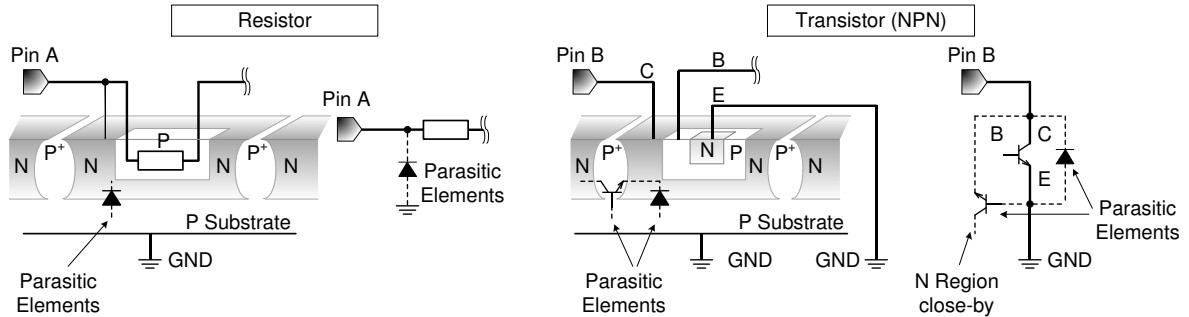 Resistor
Transistor (NPN)
Pin A
Pin A
N
P+
N
P
N
P+
N
Parasitic
Elements
P Substrate
GND
Parasitic
Elements
Pin B
C
B
E
N
P+
N
N
P
N
P+
N
P Substrate
GND
GND
Parasitic
Elements
Pin B
B
C
E
Parasitic
Elements
GND
N Region
close-by